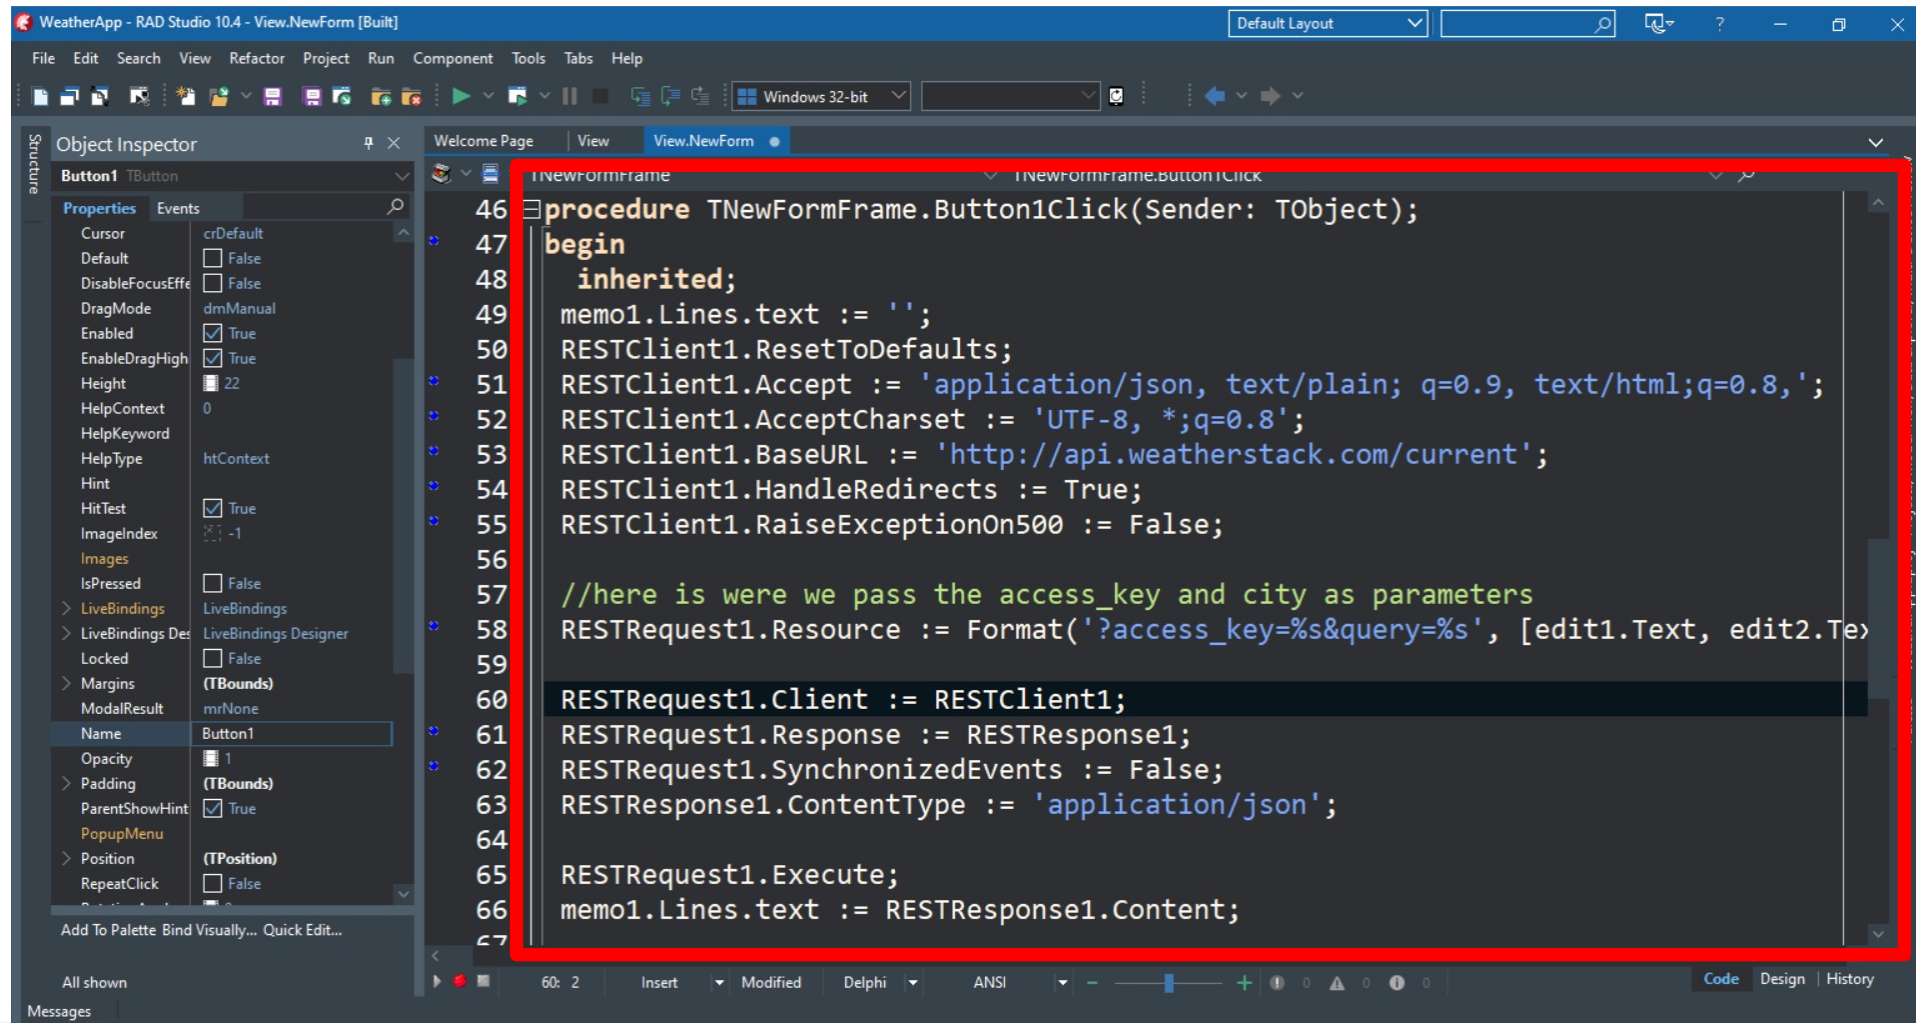 WeatherApp - RAD Studio 10.4 - View.NewForm [Built]
Default Layout
?
File Edit Search View Refactor Project Run Component Tools Tabs Help
Windows 32-bit
Structure
Object Inspector
Button1 TButton
Properties Events
Cursor crDefault
Default False
DisableFocusEffe False
DragMode dmManual
Enabled True
EnableDragHigh True
Height 22
HelpContext 0
HelpKeyword
HelpType htContext
Hint
HitTest True
ImageIndex -1
Images
IsPressed False
LiveBindings LiveBindings
LiveBindings Des LiveBindings Designer
Locked False
Margins (TBounds)
ModalResult mrNone
Name Button1
Opacity 1
Padding (TBounds)
ParentShowHint True
PopupMenu
Position (TPosition)
RepeatClick False
Add To Palette Bind Visually... Quick Edit...
All shown
Messages
Welcome Page View View.NewForm
TNewFormFrame TNewFormFrame.Button1Click
46 procedure TNewFormFrame.Button1Click(Sender: TObject);
47 begin
48 inherited;
49 memo1.Lines.text := '';
50 RESTClient1.ResetToDefaults;
51 RESTClient1.Accept := 'application/json, text/plain; q=0.9, text/html;q=0.8,';
52 RESTClient1.AcceptCharset := 'UTF-8, *;q=0.8';
53 RESTClient1.BaseURL := 'http://api.weatherstack.com/current';
54 RESTClient1.HandleRedirects := True;
55 RESTClient1.RaiseExceptionOn500 := False;
56
57 //here is were we pass the access_key and city as parameters
58 RESTRequest1.Resource := Format('?access_key=%s&query=%s', [edit1.Text, edit2.Tex
59
60 RESTRequest1.Client := RESTClient1;
61 RESTRequest1.Response := RESTResponse1;
62 RESTRequest1.SynchronizedEvents := False;
63 RESTResponse1.ContentType := 'application/json';
64
65 RESTRequest1.Execute;
66 memo1.Lines.text := RESTResponse1.Content;
67
60: 2 Insert Modified Delphi ANSI 0 0 0 Code Design History